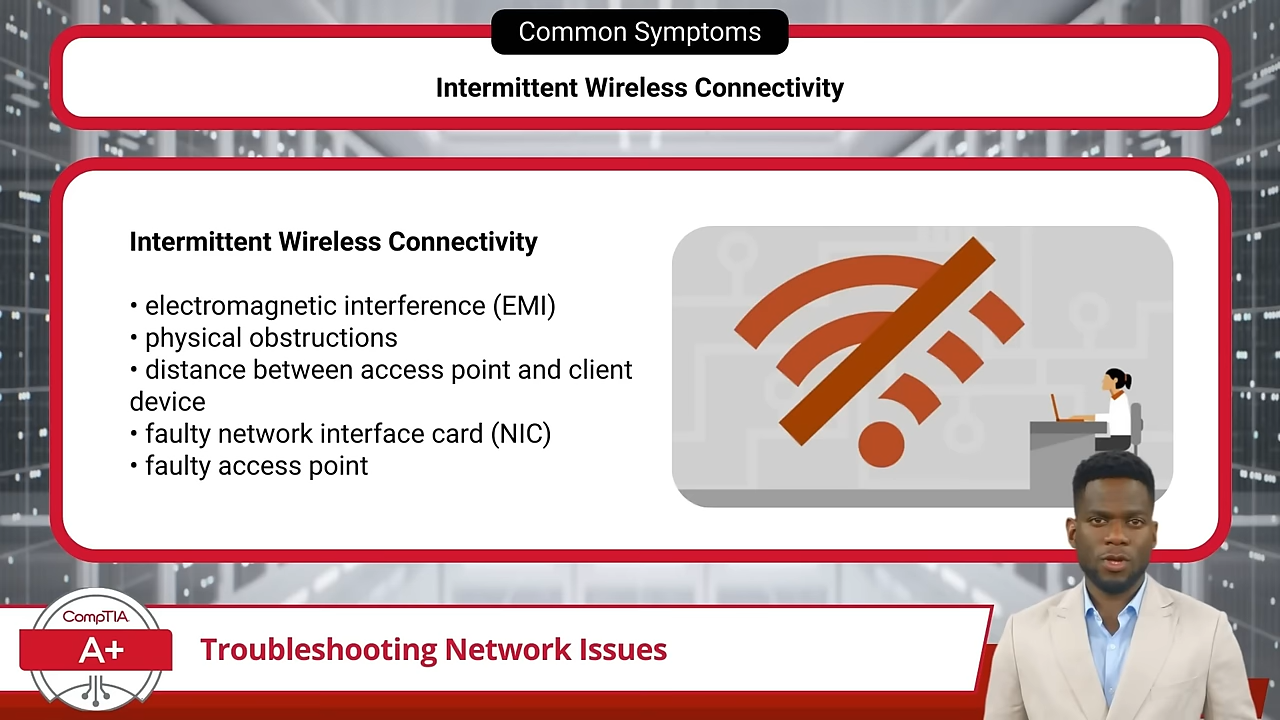 Common Symptoms
Intermittent Wireless Connectivity
Intermittent Wireless Connectivity
• electromagnetic interference (EMI)
• physical obstructions
• distance between access point and client
device
• faulty network interface card (NIC)
• faulty access point
CompTIA
A+
Troubleshooting Network Issues